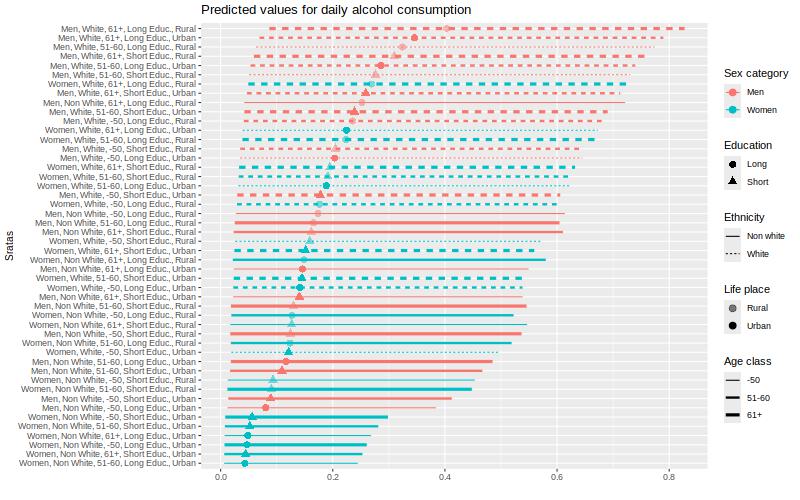 Predicted values for daily alcohol consumption
Men, White, 61+, Long Educ., Rural
Men, White, 61+, Long Educ., Urban
Men, White, 51-60, Long Educ., Rural
Men, White, 61+, Short Educ., Rural
Men, White, 51-60, Long Educ., Urban
Men, White, 51-60, Short Educ., Rural
Women, White, 61+, Long Educ., Rural
Men, White, 61+, Short Educ., Urban
Men, Non White, 61+, Long Educ., Rural
Men, White, 51-60, Short Educ., Urban
Men, White, -50, Long Educ., Rural
Women, White, 61+, Long Educ., Urban
Women, White, 51-60, Long Educ., Rural
Men, White, -50, Short Educ., Rural
Men, White, -50, Long Educ., Urban
Women, White, 61+, Short Educ., Rural
Women, White, 51-60, Short Educ., Rural
Women, White, 51-60, Long Educ., Urban
Men, White, -50, Short Educ., Urban
Women, White, -50, Long Educ., Rural
Men, Non White, -50, Long Educ., Rural
Men, Non White, 51-60, Long Educ., Rural
Men, Non White, 61+, Short Educ., Rural
Women, White, -50, Short Educ., Rural
Women, White, 61+, Short Educ., Urban
Women, Non White, 61+, Long Educ., Rural
Men, Non White, 61+, Long Educ., Urban
Women, White, 51-60, Short Educ., Urban
Women, White, -50, Long Educ., Urban
Men, Non White, 61+, Short Educ., Urban
Men, Non White, 51-60, Short Educ., Rural
Women, Non White, -50, Long Educ., Rural
Women, Non White, 61+, Short Educ., Rural
Men, Non White, -50, Short Educ., Rural
Women, Non White, 51-60, Long Educ., Rural
Women, White, -50, Short Educ., Urban
Men, Non White, 51-60, Long Educ., Urban
Men, Non White, 51-60, Short Educ., Urban
Women, Non White, -50, Short Educ., Rural
Women, Non White, 51-60, Short Educ., Rural
Men, Non White, -50, Short Educ., Urban
Men, Non White, -50, Long Educ., Urban
Women, Non White, 61+, Short Educ., Urban
Women, Non White, 51-60, Short Educ., Urban
Women, Non White, 61+, Long Educ., Urban
Women, Non White, -50, Long Educ., Urban
Women, Non White, -50, Short Educ., Urban
Women, Non White, 51-60, Long Educ., Urban
Sratas
0.0 0.2 0.4 0.6 0.8
Sex category
Men
Women
Education
Long
Short
Ethnicity
Non white
White
Life place
Rural
Urban
Age class
-50
51-60
61+